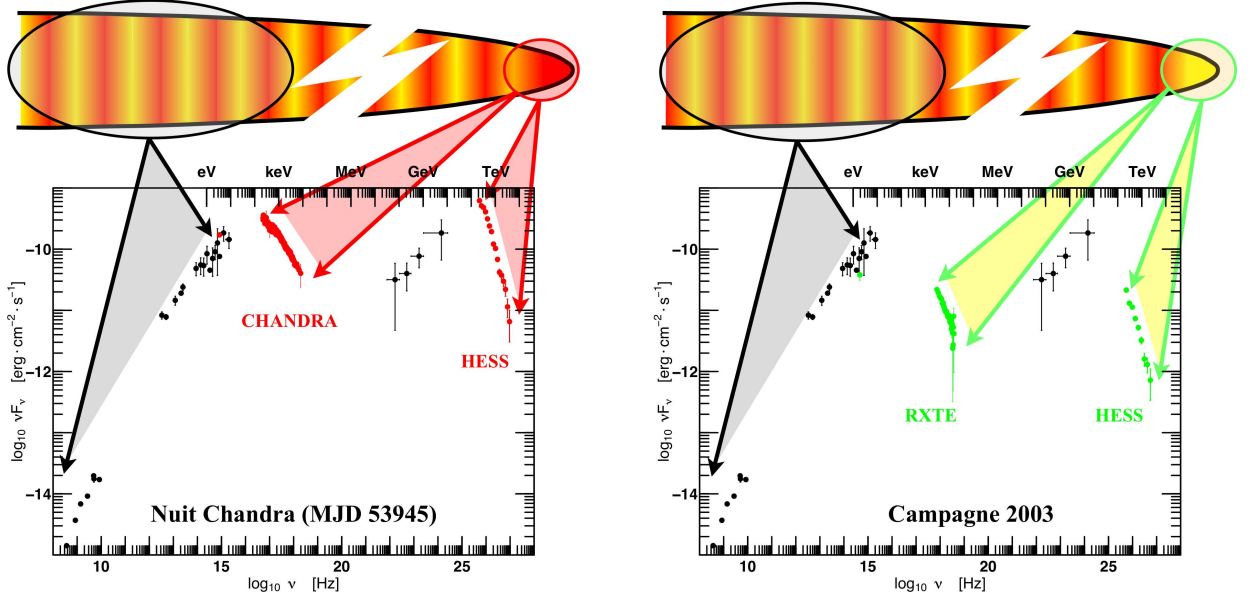 eV keV MeV GeV TeV
−10
−12
−14
log₁₀ νFᵥ [erg·cm⁻²·s⁻¹]
CHANDRA
HESS
Nuit Chandra (MJD 53945)
10 15 20 25
log₁₀ ν [Hz]
eV keV MeV GeV TeV
−10
−12
−14
log₁₀ νFᵥ [erg·cm⁻²·s⁻¹]
RXTE
HESS
Campagne 2003
10 15 20 25
log₁₀ ν [Hz]